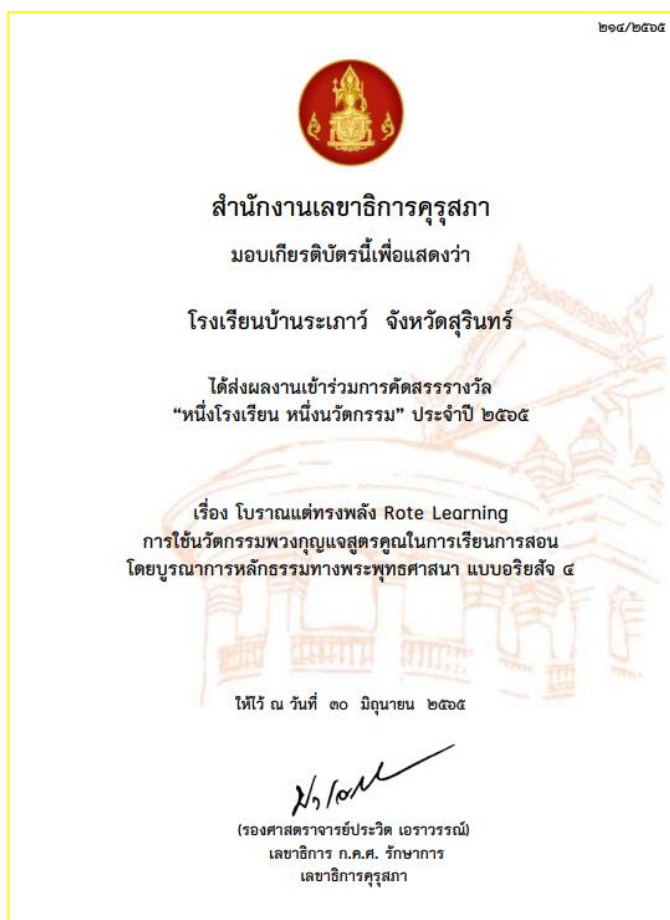 ๒๑๔/๒๕๖๕
สำนักงานเลขาธิการคุรุสภา
มอบเกียรติบัตรนี้เพื่อแสดงว่า
โรงเรียนบ้านระเภาว์ จังหวัดสุรินทร์
ได้ส่งผลงานเข้าร่วมการคัดสรรรางวัล
“หนึ่งโรงเรียน หนึ่งนวัตกรรม” ประจำปี ๒๕๖๕
เรื่อง โบราณแต่ทรงพลัง Rote Learning
การใช้นวัตกรรมพวงกุญแจสูตรคูณในการเรียนการสอน
โดยบูรณาการหลักธรรมทางพระพุทธศาสนา แบบอริยสัจ ๔
ให้ไว้ ณ วันที่ ๓๐ มิถุนายน ๒๕๖๕
(รองศาสตราจารย์ประวิต เอราวรรณ์)
เลขาธิการ ก.ค.ศ. รักษาการ
เลขาธิการคุรุสภา